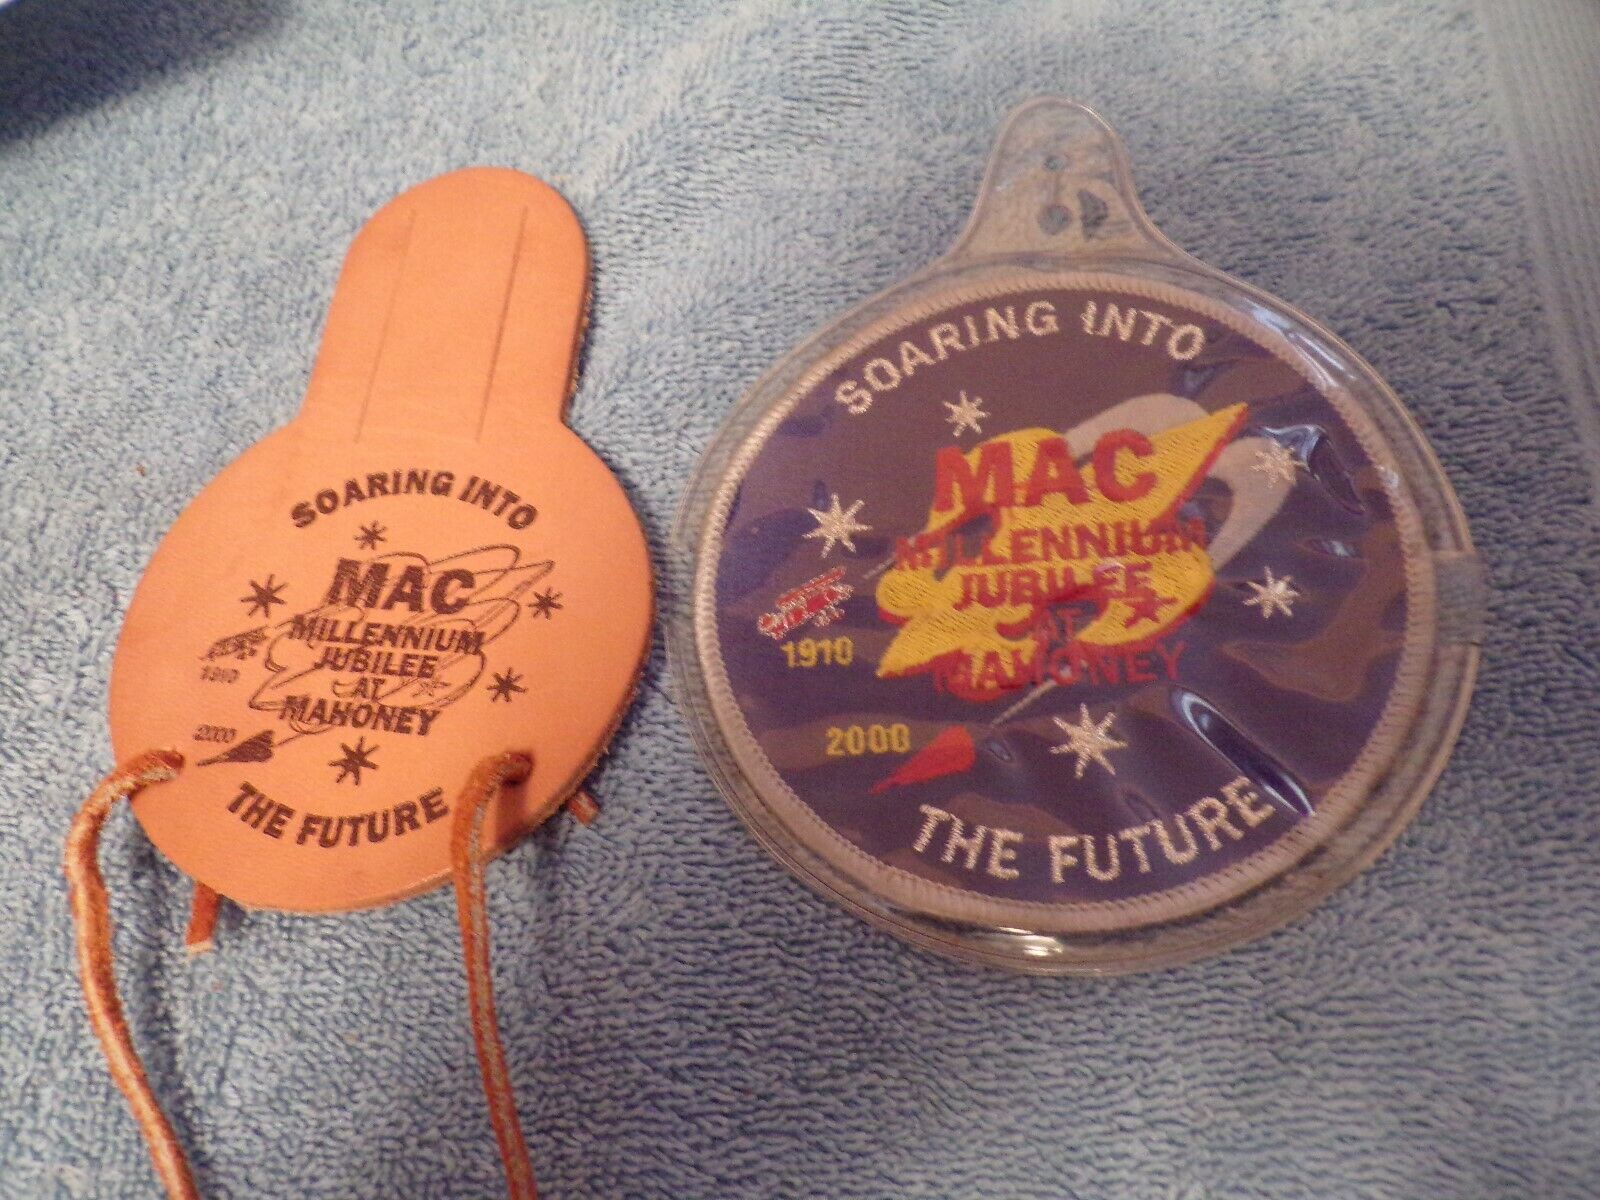 SOARING INTO
MAC
MILLENNIUM
JUBILEE
AT
MAHONEY
1910
2000
THE FUTURE
SOARING INTO
MAC
MILLENNIUM
JUBILEE
AT
MAHONEY
1910
2000
THE FUTURE